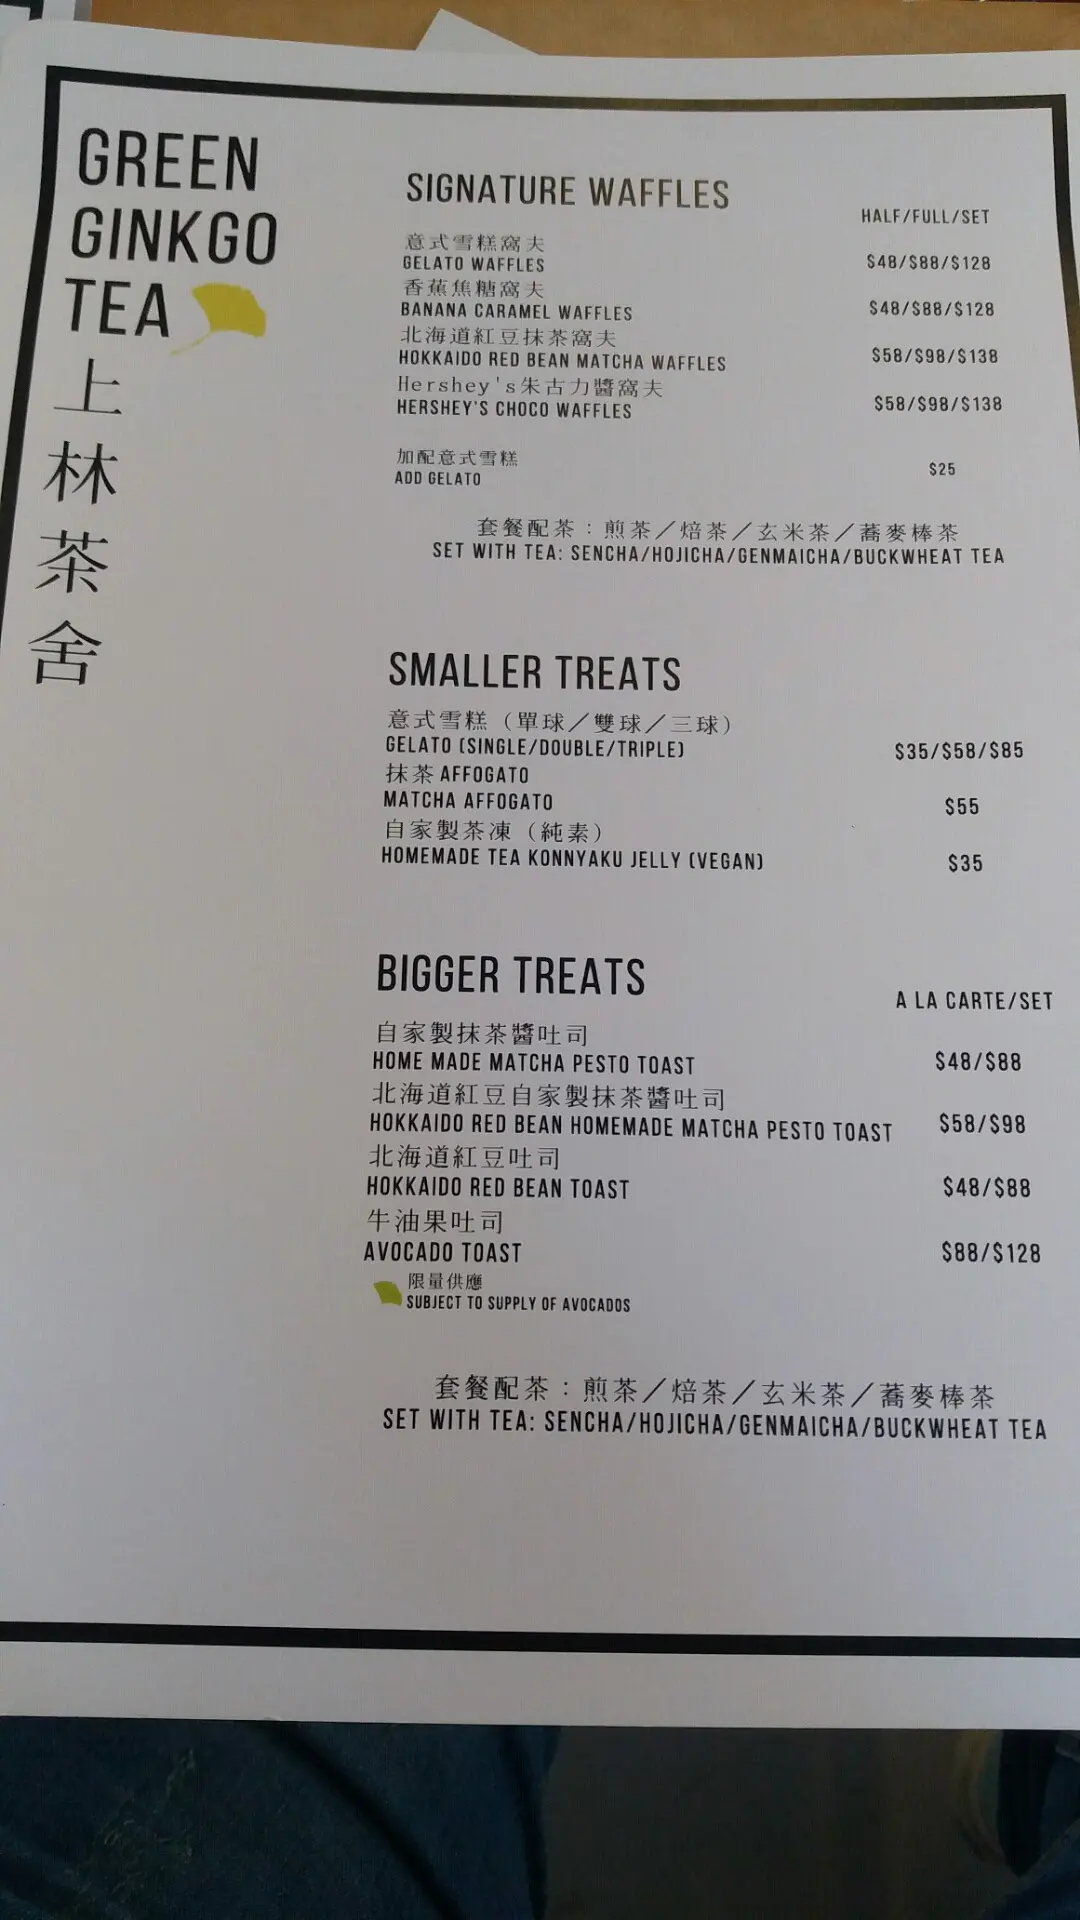 GREEN
GINKGO
TEA
上
林
茶
舍
SIGNATURE WAFFLES
HALF/FULL/SET
意式雪糕窩夫
GELATO WAFFLES $48/$88/$128
香蕉焦糖窩夫
BANANA CARAMEL WAFFLES $48/$88/$128
北海道紅豆抹茶窩夫
HOKKAIDO RED BEAN MATCHA WAFFLES $58/$98/$138
Hershey's朱古力醬窩夫
HERSHEY'S CHOCO WAFFLES $58/$98/$138
加配意式雪糕
ADD GELATO $25
套餐配茶：煎茶／焙茶／玄米茶／蕎麥棒茶
SET WITH TEA: SENCHA/HOJICHA/GENMAICHA/BUCKWHEAT TEA
SMALLER TREATS
意式雪糕（單球／雙球／三球）
GELATO (SINGLE/DOUBLE/TRIPLE) $35/$58/$85
抹茶 AFFOGATO
MATCHA AFFOGATO $55
自家製茶凍（純素）
HOMEMADE TEA KONNYAKU JELLY (VEGAN) $35
BIGGER TREATS
A LA CARTE/SET
自家製抹茶醬吐司
HOME MADE MATCHA PESTO TOAST $48/$88
北海道紅豆自家製抹茶醬吐司
HOKKAIDO RED BEAN HOMEMADE MATCHA PESTO TOAST $58/$98
北海道紅豆吐司
HOKKAIDO RED BEAN TOAST $48/$88
牛油果吐司
AVOCADO TOAST $88/$128
限量供應
SUBJECT TO SUPPLY OF AVOCADOS
套餐配茶：煎茶／焙茶／玄米茶／蕎麥棒茶
SET WITH TEA: SENCHA/HOJICHA/GENMAICHA/BUCKWHEAT TEA